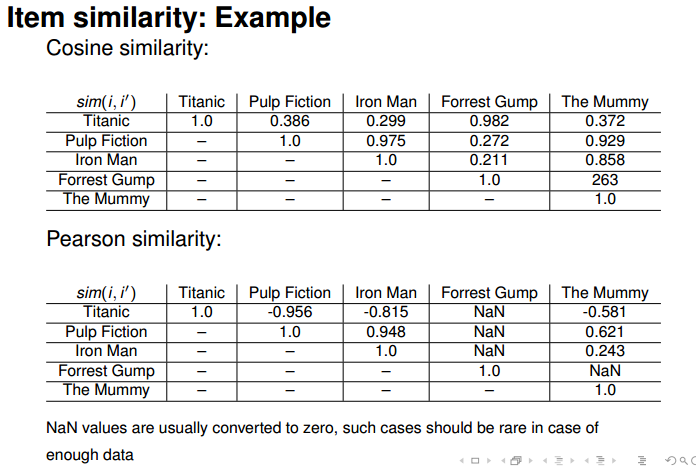 Item similarity: Example
Cosine similarity:
sim(i, i′) Titanic Pulp Fiction Iron Man Forrest Gump The Mummy
Titanic 1.0 0.386 0.299 0.982 0.372
Pulp Fiction – 1.0 0.975 0.272 0.929
Iron Man – – 1.0 0.211 0.858
Forrest Gump – – – 1.0 263
The Mummy – – – – 1.0
Pearson similarity:
sim(i, i′) Titanic Pulp Fiction Iron Man Forrest Gump The Mummy
Titanic 1.0 -0.956 -0.815 NaN -0.581
Pulp Fiction – 1.0 0.948 NaN 0.621
Iron Man – – 1.0 NaN 0.243
Forrest Gump – – – 1.0 NaN
The Mummy – – – – 1.0
NaN values are usually converted to zero, such cases should be rare in case of
enough data